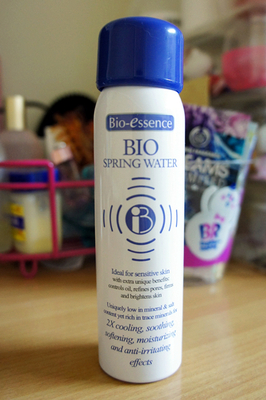 Bio-essence
BIO
SPRING WATER
iB
Ideal for sensitive skin
with extra unique benefits
controls oil, refines pores, firms
and brightens skin
Uniquely low in mineral & salt
content yet rich in trace minerals
2X cooling, soothing,
softening, moisturizing
and anti-irritating
effects